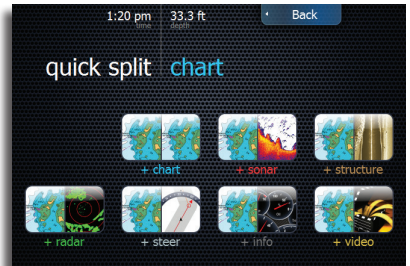 1:20 pm 33.3 ft Back
time depth
quick split chart
+ chart + sonar + structure
+ radar + steer + info + video